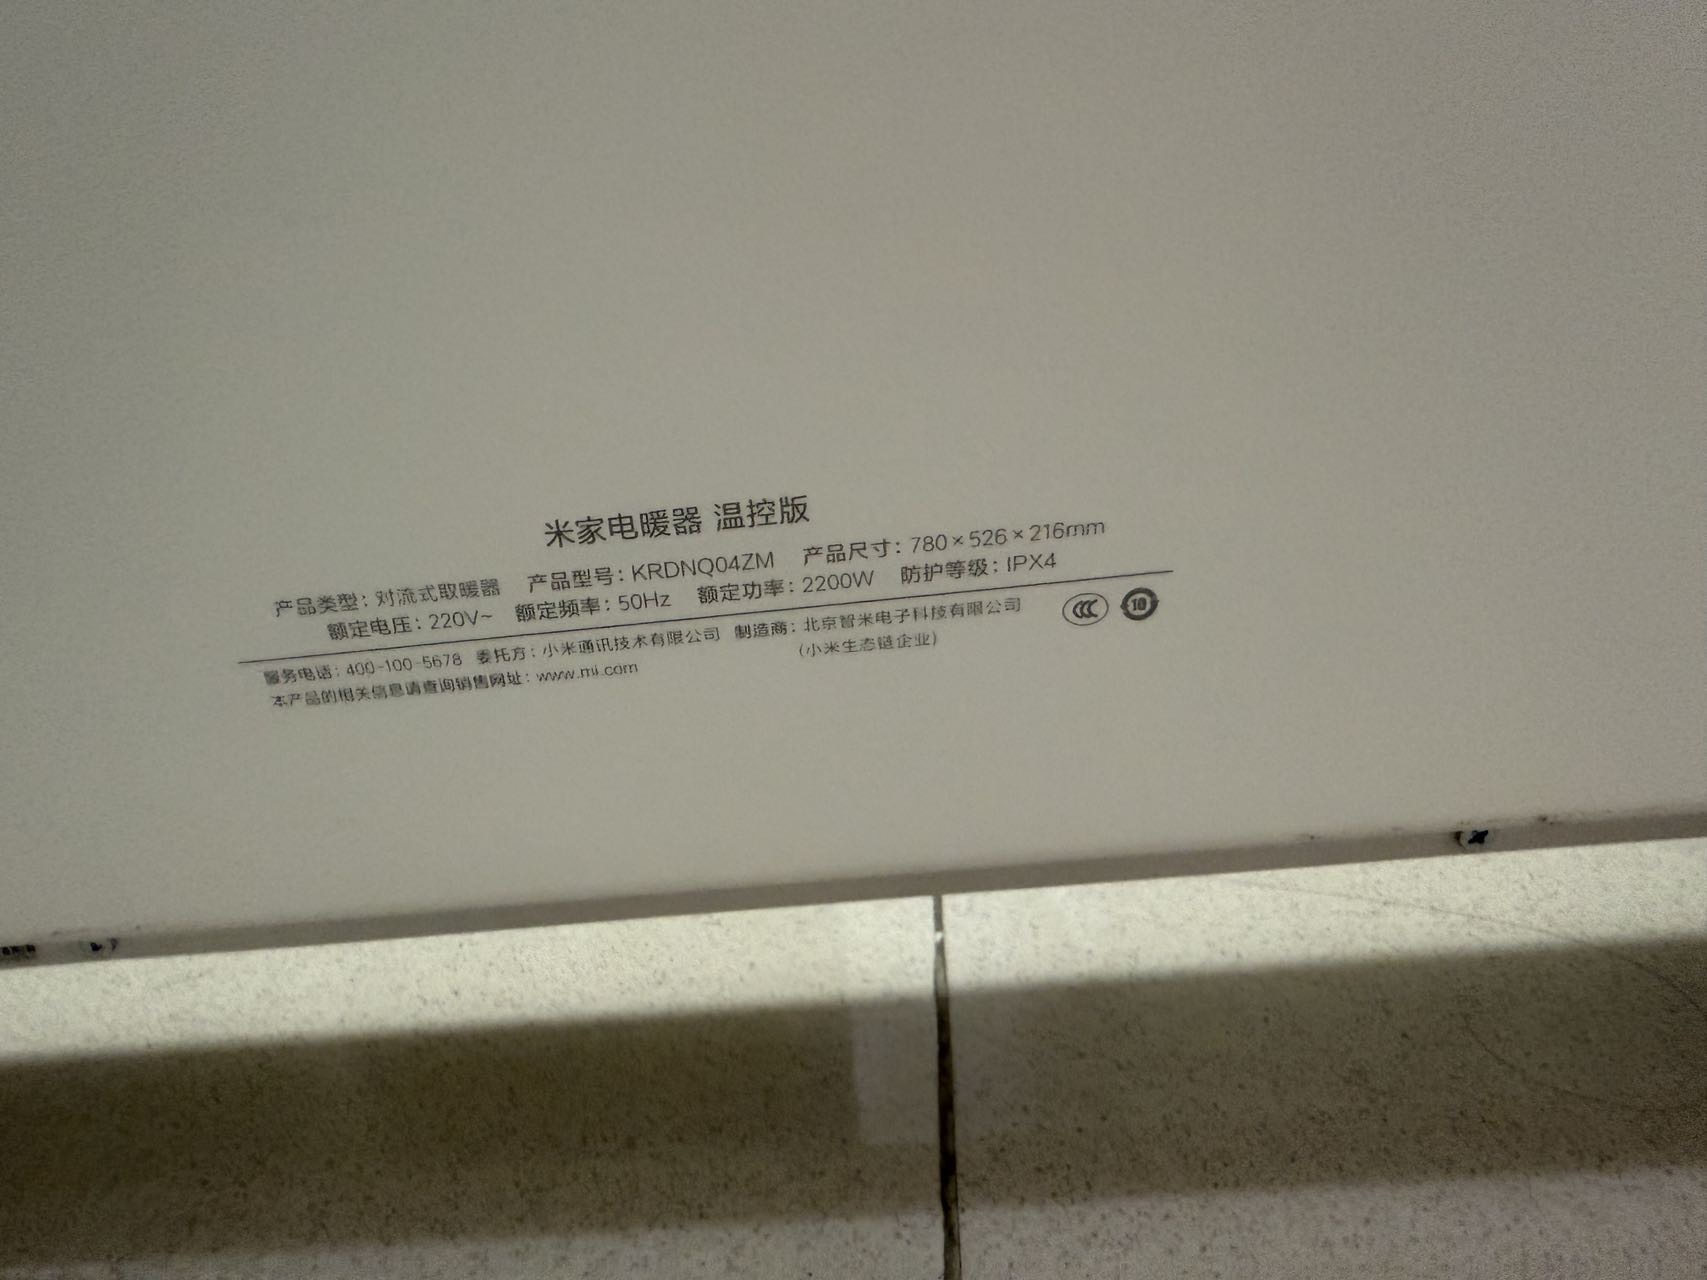 米家电暖器 温控版
产品类型：对流式取暖器 产品型号：KRDNQ04ZM 产品尺寸：780×526×216mm
额定电压：220V~ 额定频率：50Hz 额定功率：2200W 防护等级：IPX4
服务电话：400-100-5678 委托方：小米通讯技术有限公司 制造商：北京智米电子科技有限公司
（小米生态链企业）
本产品的相关信息请查询销售网址：www.mi.com
CCC 10